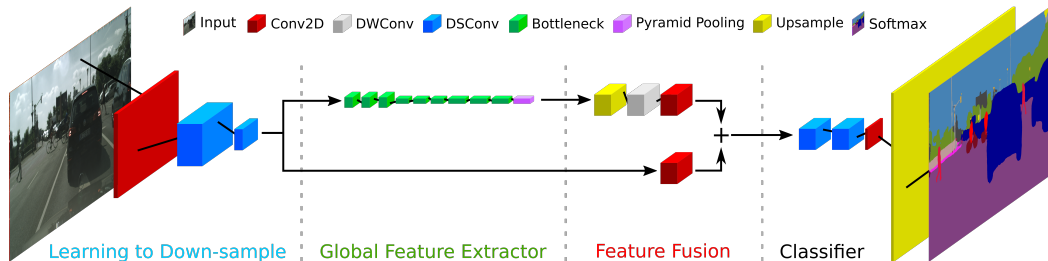 Input Conv2D DWConv DSConv Bottleneck Pyramid Pooling Upsample Softmax
Learning to Down-sample Global Feature Extractor Feature Fusion Classifier